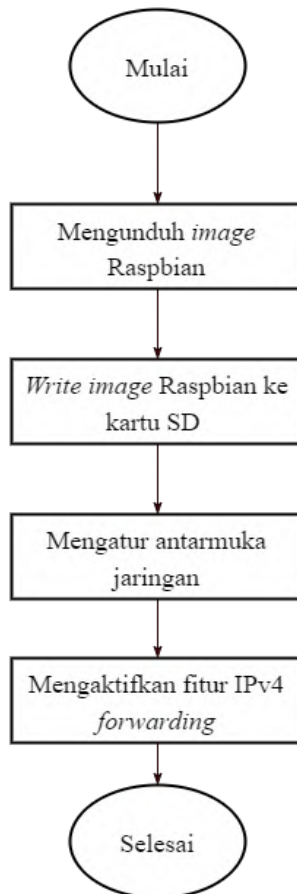 Mulai
Mengunduh image
Raspbian
Write image Raspbian ke
kartu SD
Mengatur antarmuka
jaringan
Mengaktifkan fitur IPv4
forwarding
Selesai